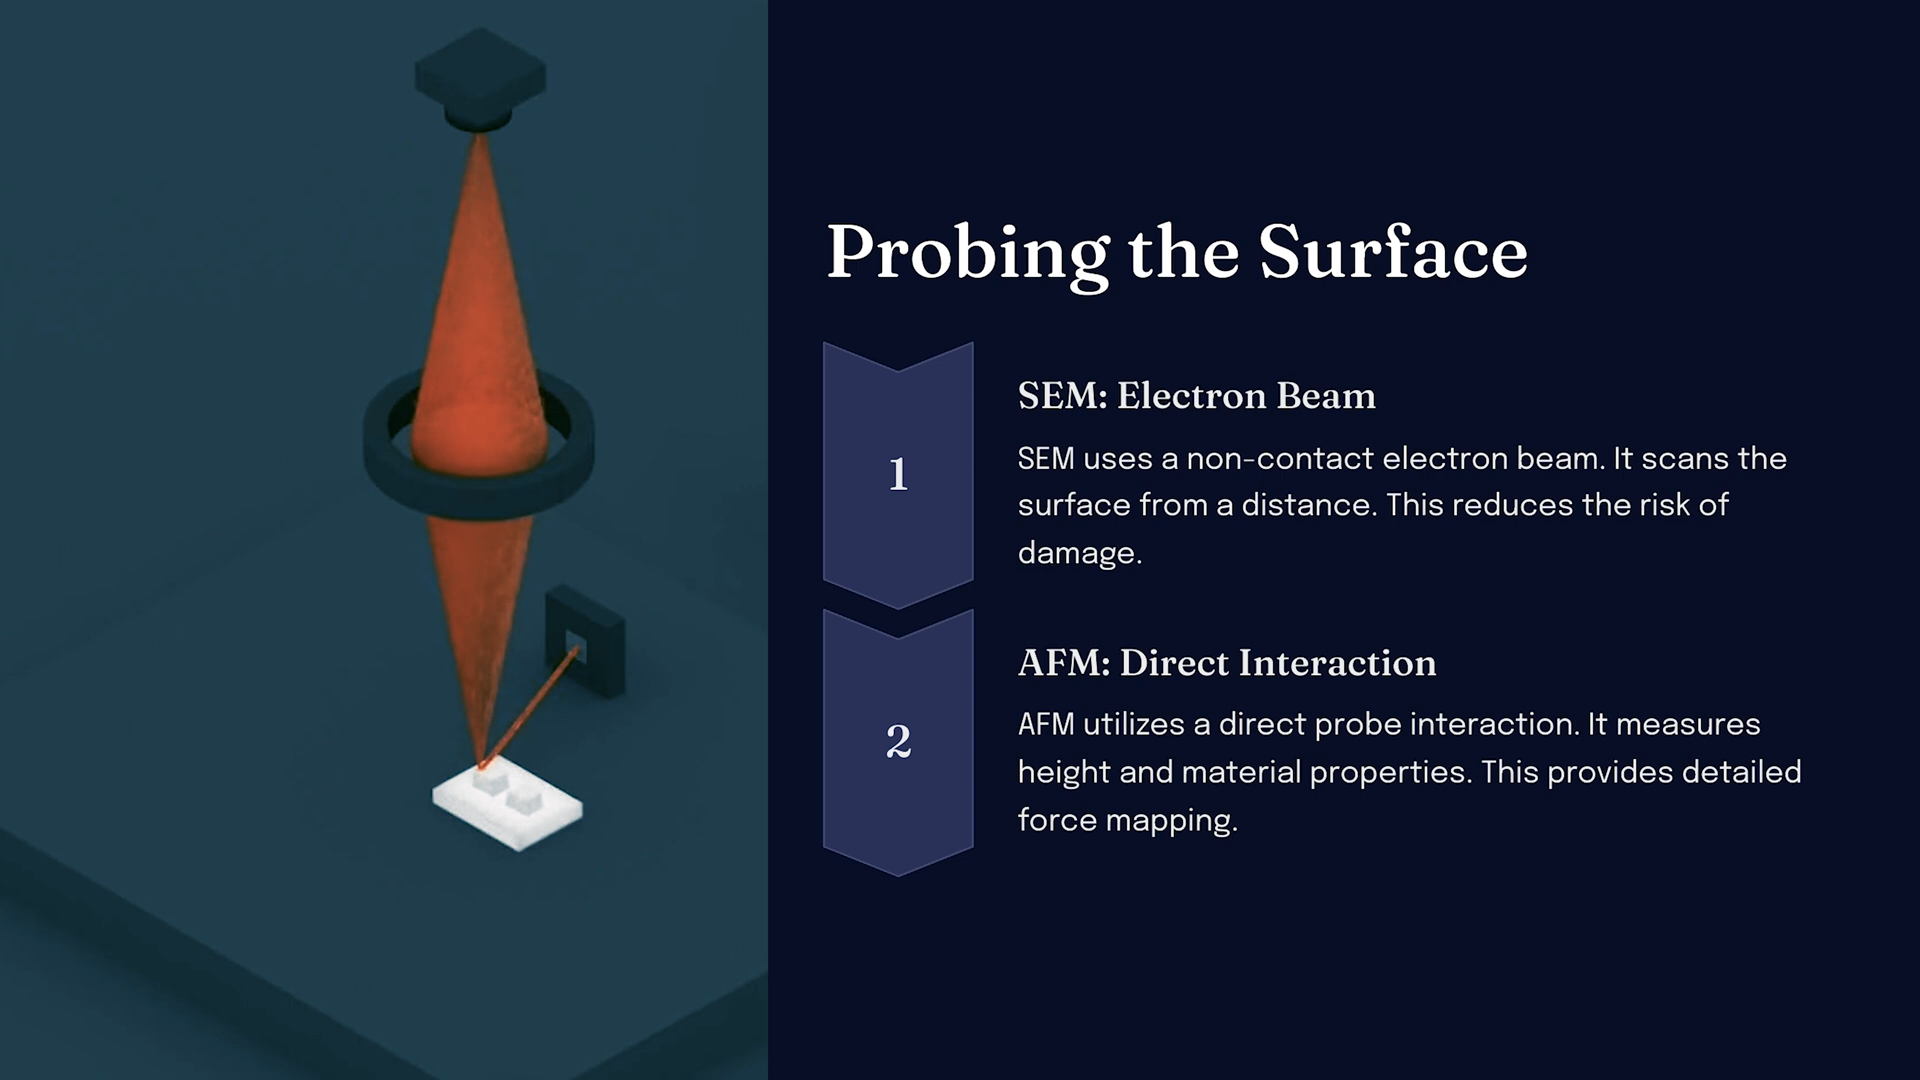 Probing the Surface
1
SEM: Electron Beam
SEM uses a non-contact electron beam. It scans the
surface from a distance. This reduces the risk of
damage.
2
AFM: Direct Interaction
AFM utilizes a direct probe interaction. It measures
height and material properties. This provides detailed
force mapping.